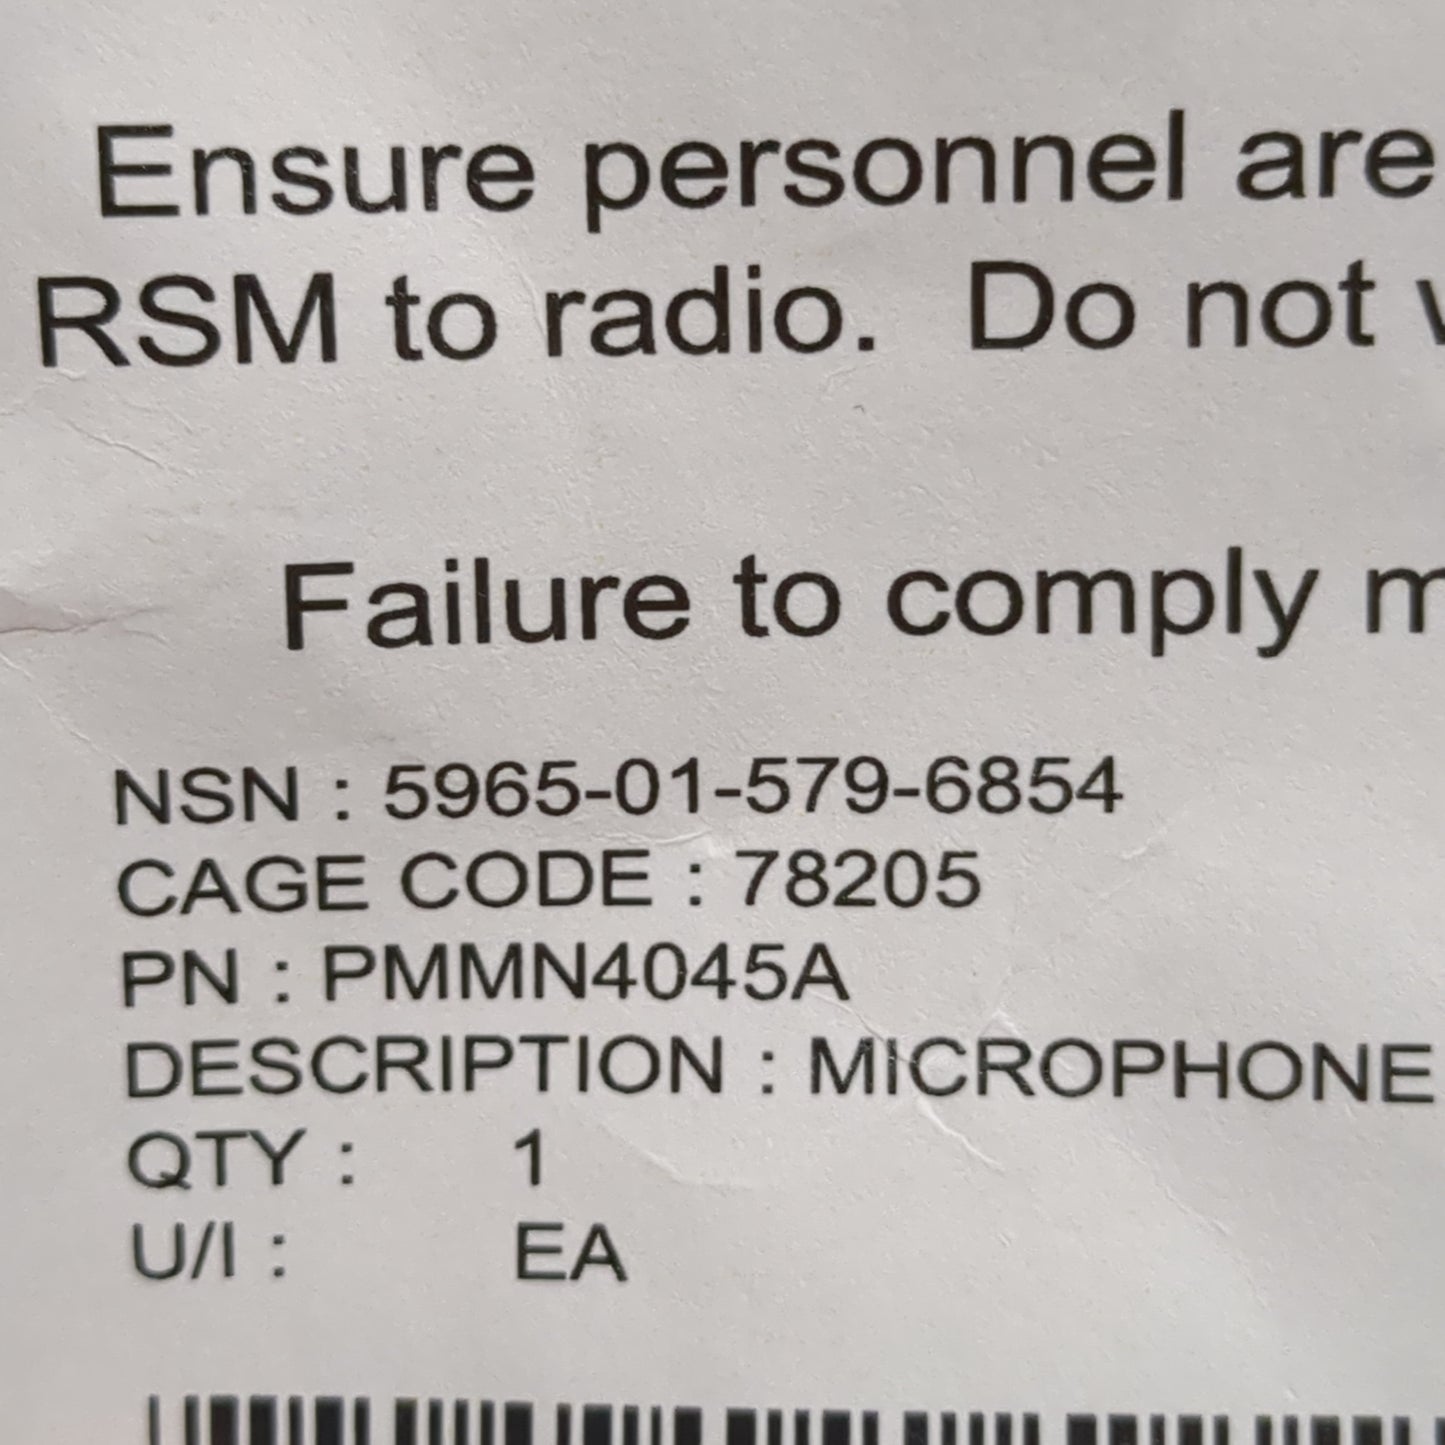 Ensure personnel are
RSM to radio.  Do not
Failure to comply
NSN : 5965-01-579-6854
CAGE CODE : 78205
PN : PMMN4045A
DESCRIPTION : MICROPHONE
QTY :  1
U/I :  EA